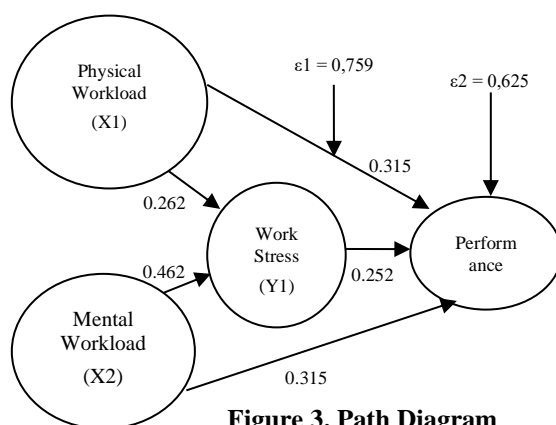 Physical
Workload
(X1)
ε1 = 0,759
ε2 = 0,625
0.315
0.262
Work
Stress
(Y1)
Perform
ance
0.462
0.252
Mental
Workload
(X2)
0.315
Figure 3. Path Diagram